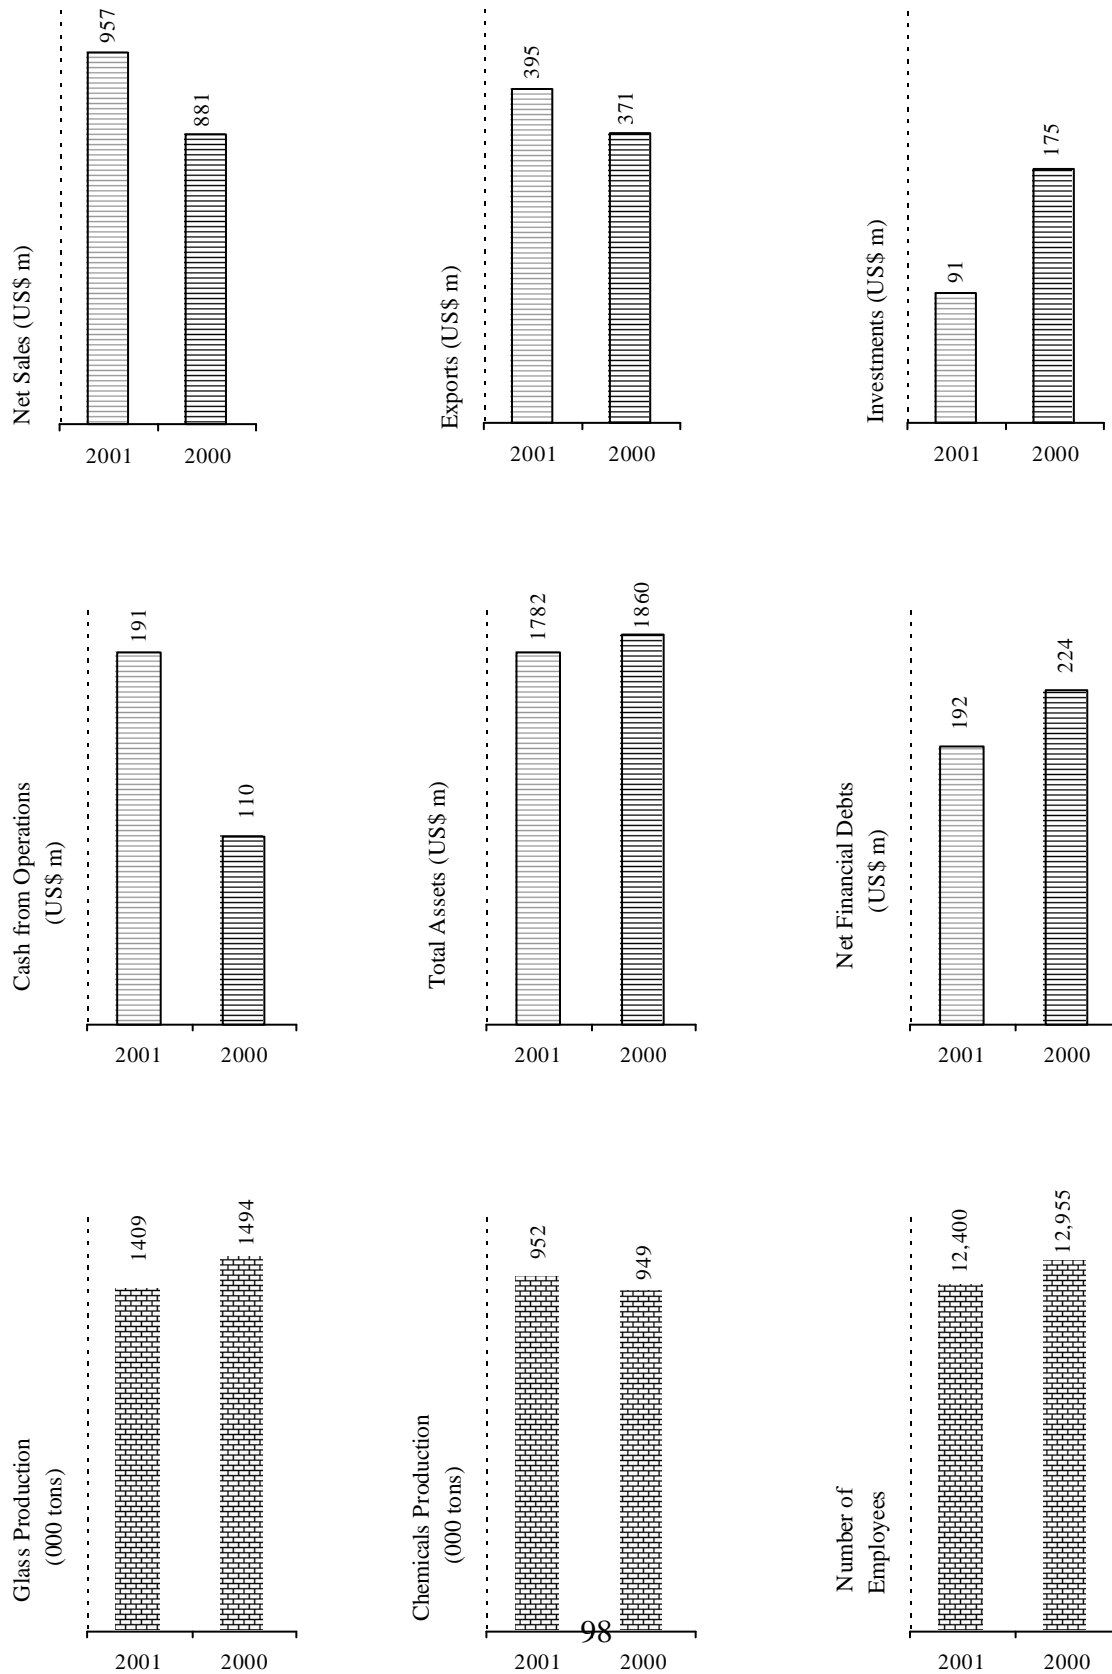 Net Sales (US$ m)
957
881
2001
2000
Exports (US$ m)
395
371
2001
2000
Investments (US$ m)
91
175
2001
2000
Cash from Operations
(US$ m)
191
110
2001
2000
Total Assets (US$ m)
1782
1860
2001
2000
Net Financial Debts
(US$ m)
192
224
2001
2000
Glass Production
(000 tons)
1409
1494
2001
2000
Chemicals Production
(000 tons)
952
949
2001
2000
Number of
Employees
12,400
12,955
2001
2000
98